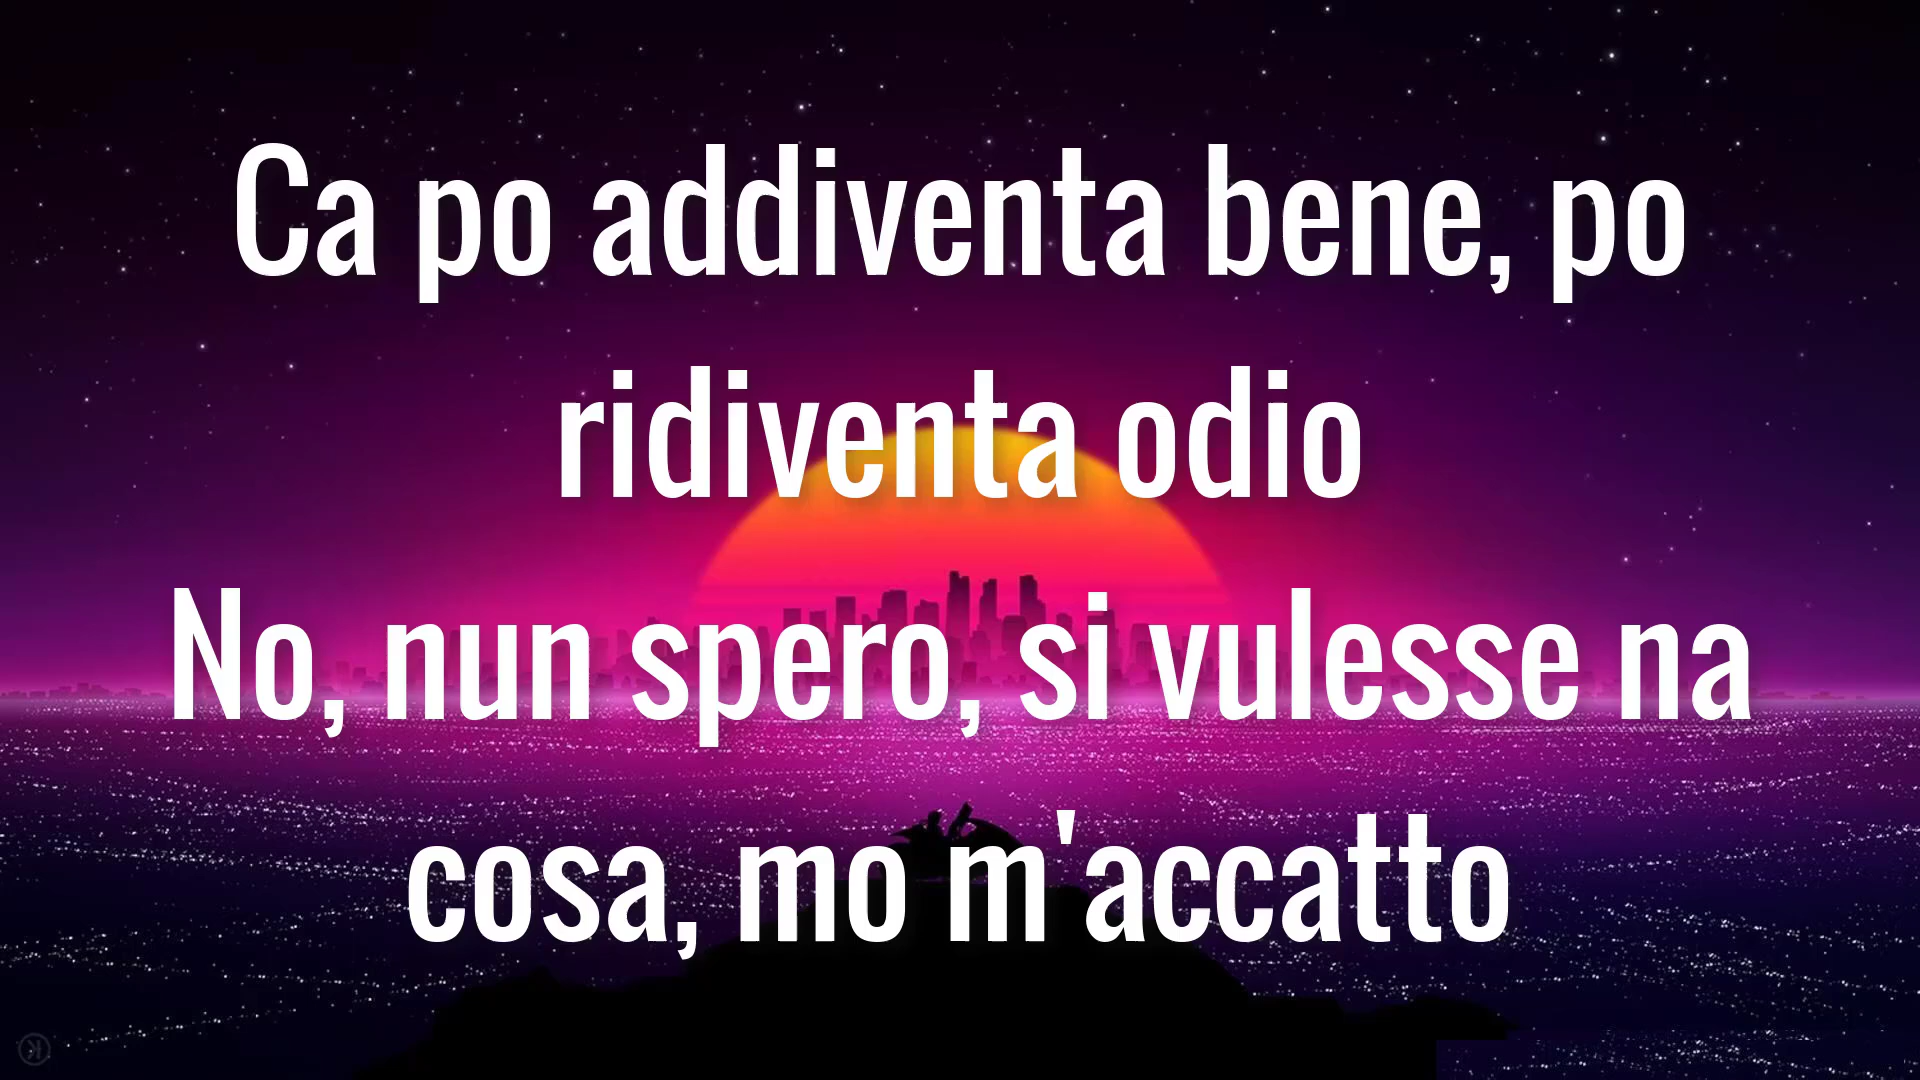 Ca po addiventa bene, po
ridiventa odio
No, nun spero, si vulesse na
cosa, mo m'accatto